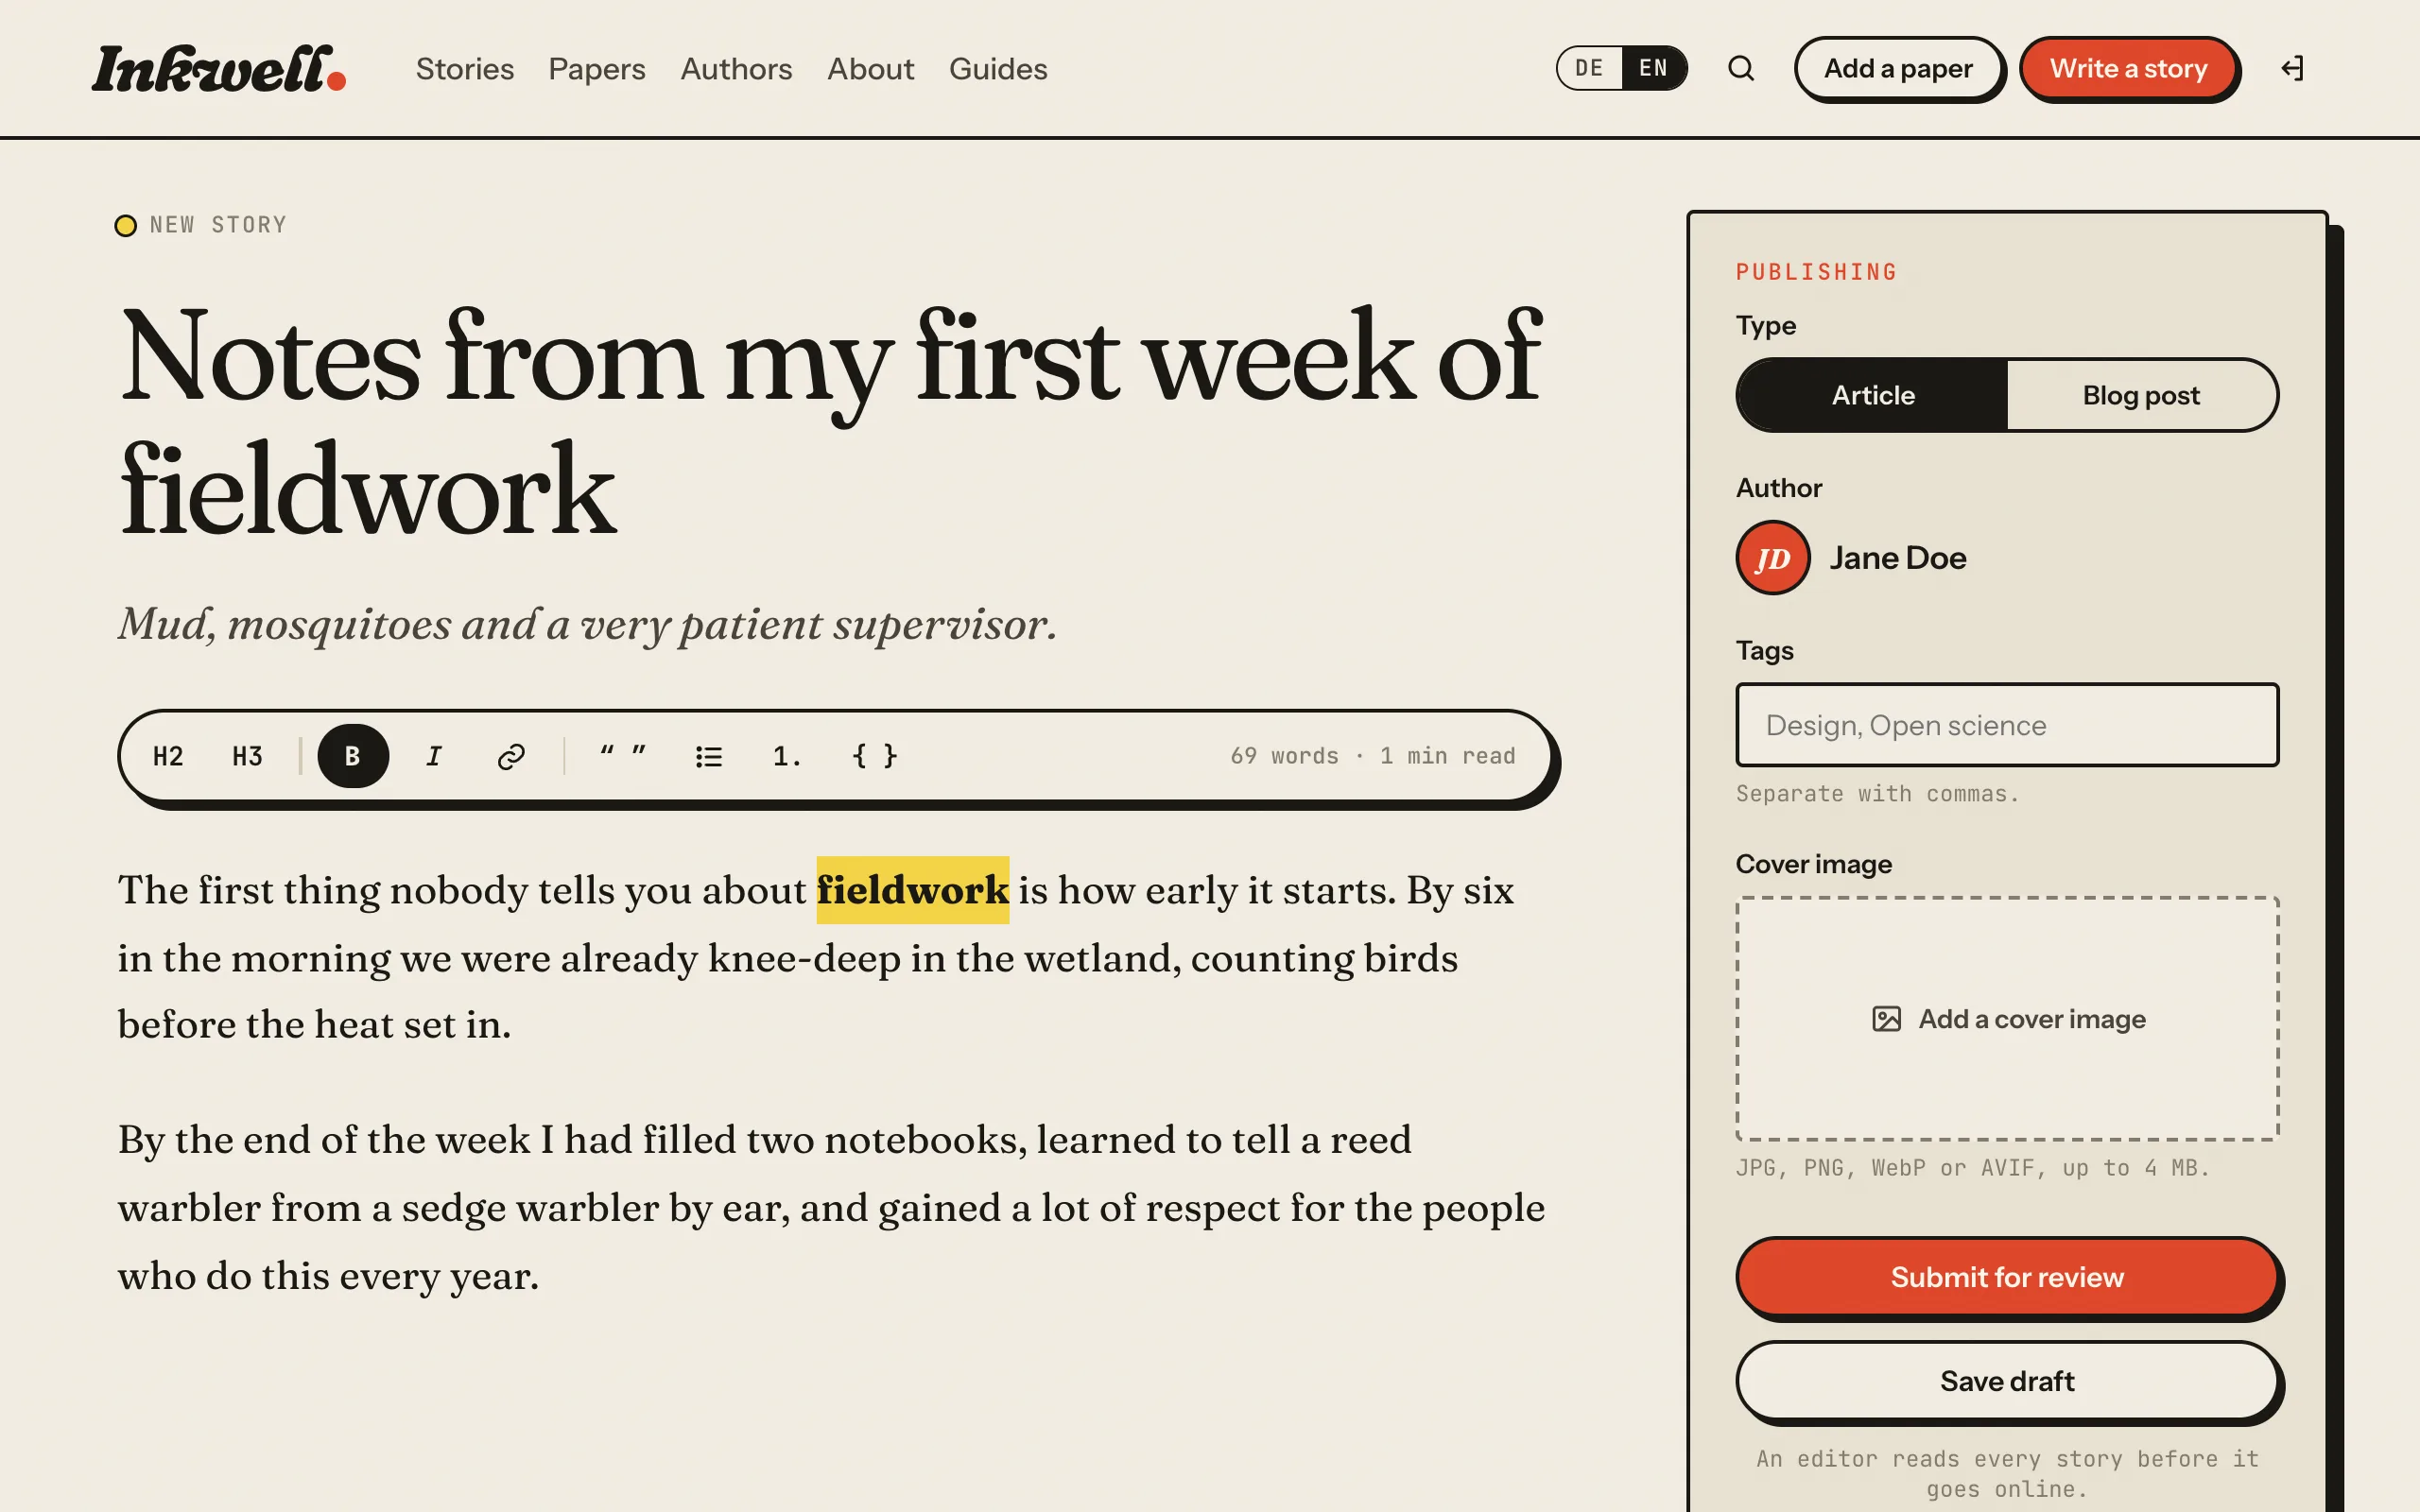 Inkwell.
Stories Papers Authors About Guides
DE EN
Add a paper
Write a story
NEW STORY
Notes from my first week of
fieldwork
Mud, mosquitoes and a very patient supervisor.
H2 H3 B I “ ” 1. { } 69 words · 1 min read
The first thing nobody tells you about fieldwork is how early it starts. By six
in the morning we were already knee-deep in the wetland, counting birds
before the heat set in.
By the end of the week I had filled two notebooks, learned to tell a reed
warbler from a sedge warbler by ear, and gained a lot of respect for the people
who do this every year.
PUBLISHING
Type
Article Blog post
Author
JD Jane Doe
Tags
Design, Open science
Separate with commas.
Cover image
Add a cover image
JPG, PNG, WebP or AVIF, up to 4 MB.
Submit for review
Save draft
An editor reads every story before it
goes online.